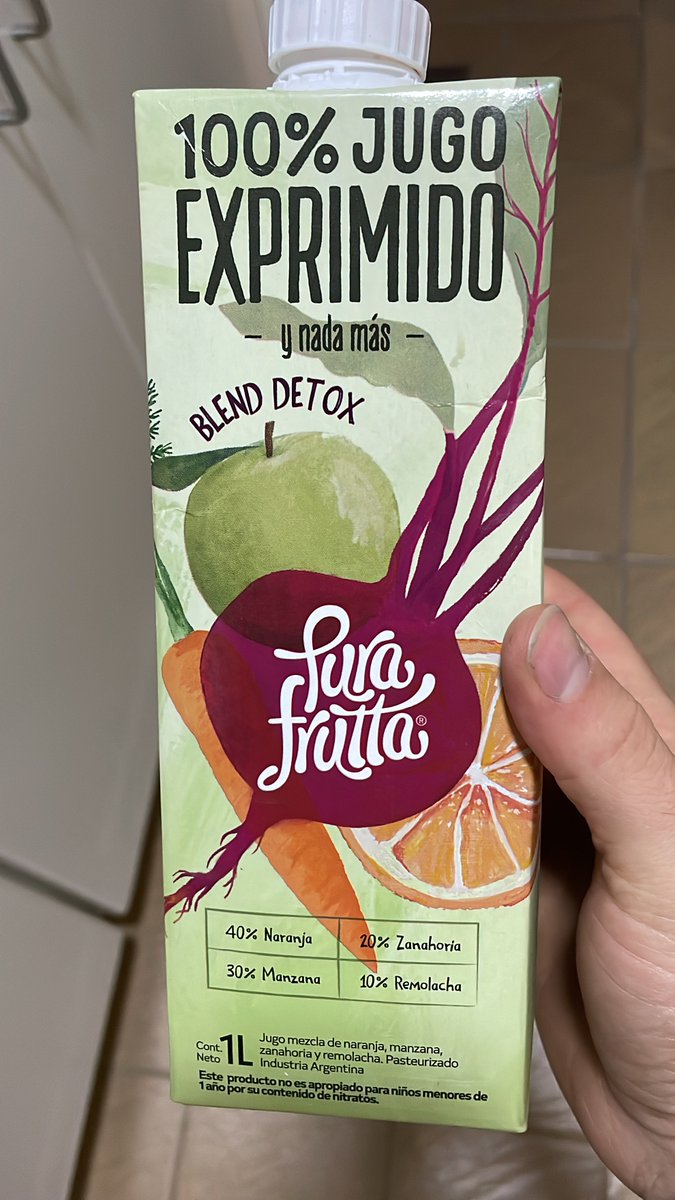 100% JUGO
EXPRIMIDO
– y nada más –
BLEND DETOX
Pura
frutta®
40% Naranja
20% Zanahoria
30% Manzana
10% Remolacha
Cont.
Neto
1L
Jugo mezcla de naranja, manzana,
zanahoria y remolacha. Pasteurizado
Industria Argentina
Este producto no es apropiado para niños menores de
1 año por su contenido de nitratos.